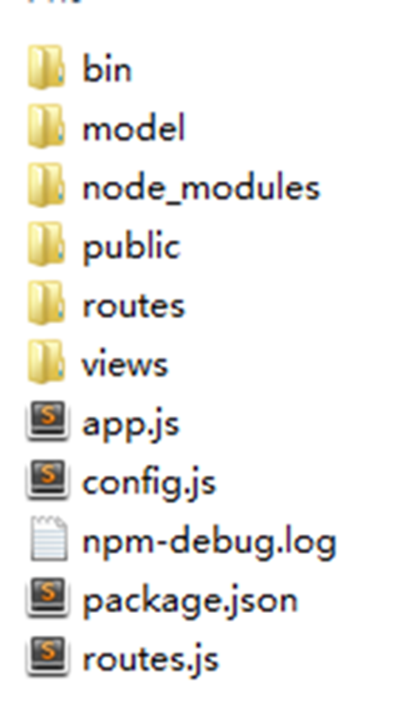 bin
model
node_modules
public
routes
views
app.js
config.js
npm-debug.log
package.json
routes.js